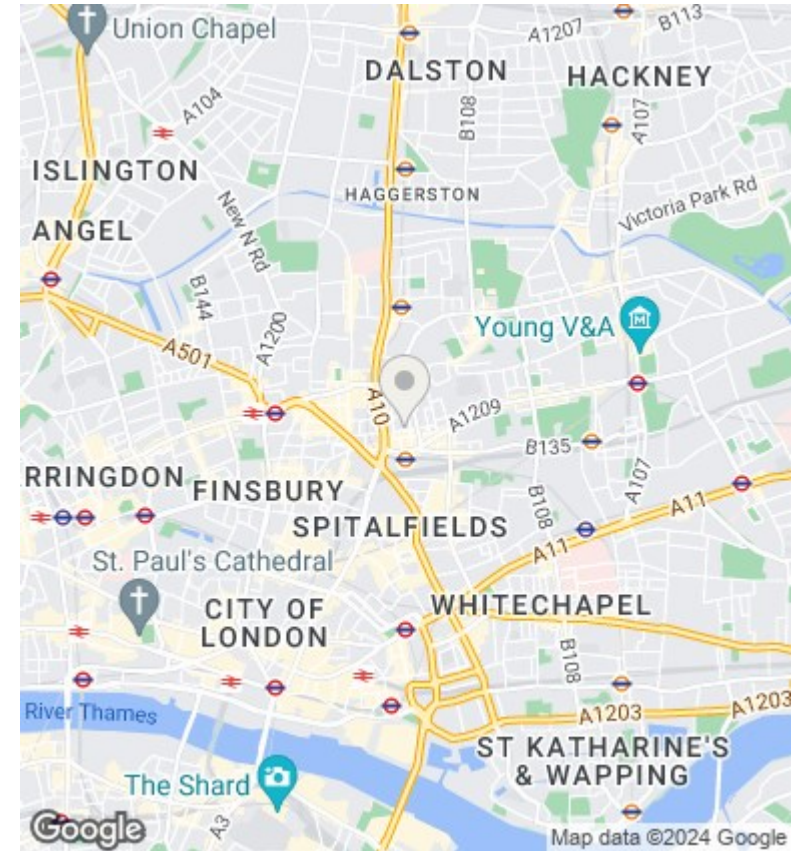 Union Chapel
A1207
B113
DALSTON
HACKNEY
A104
B108
A107
ISLINGTON
HAGGERSTON
Victoria Park Rd
New N Rd
ANGEL
B144
A1200
Young V&A
A501
A10
A1209
B135
RRINGDON
FINSBURY
B108
A107
A11
SPITALFIELDS
A11
St. Paul's Cathedral
CITY OF
LONDON
WHITECHAPEL
B108
River Thames
A1203
A1203
ST KATHARINE'S
& WAPPING
The Shard
A3
Google
Map data ©2024 Google